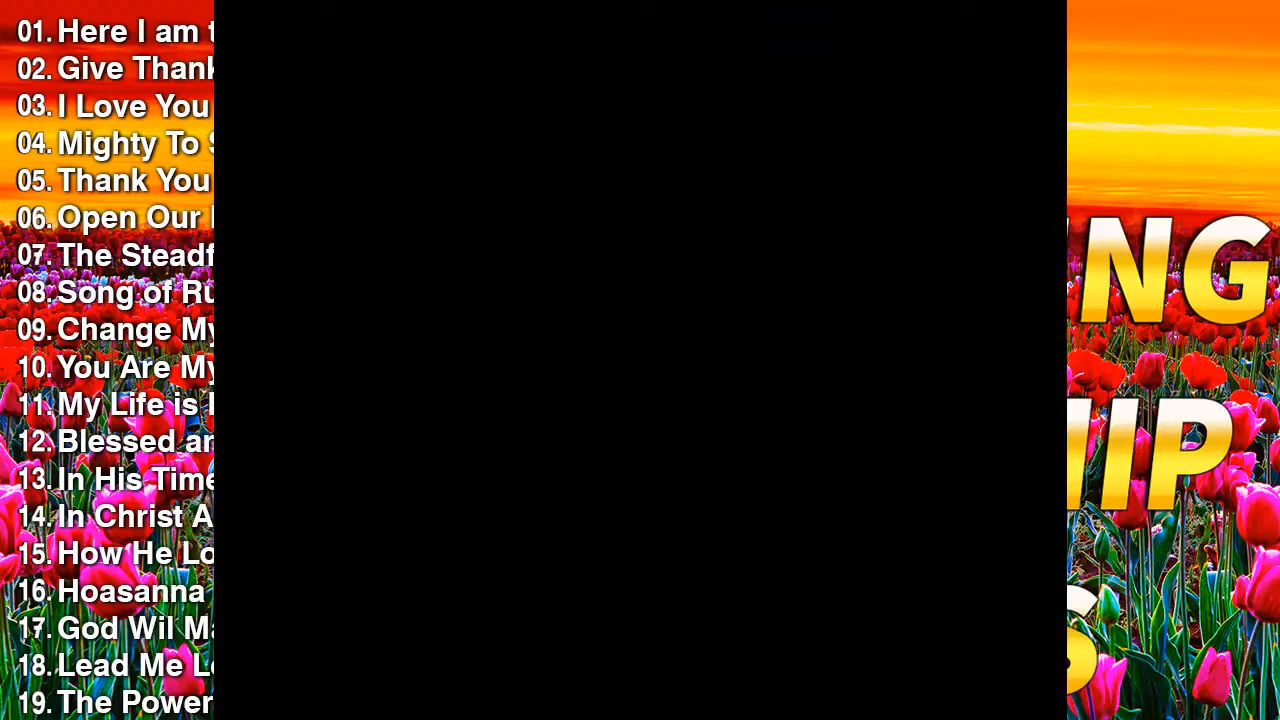 01. Here I am
02. Give Thank
03. I Love You
04. Mighty To
05. Thank You
06. Open Our
07. The Steadf
08. Song of Ru
09. Change My
10. You Are My
11. My Life is
12. Blessed an
13. In His Time
14. In Christ A
15. How He Lo
16. Hoasanna
17. God Wil Ma
18. Lead Me Lo
19. The Power
NG
IP
S